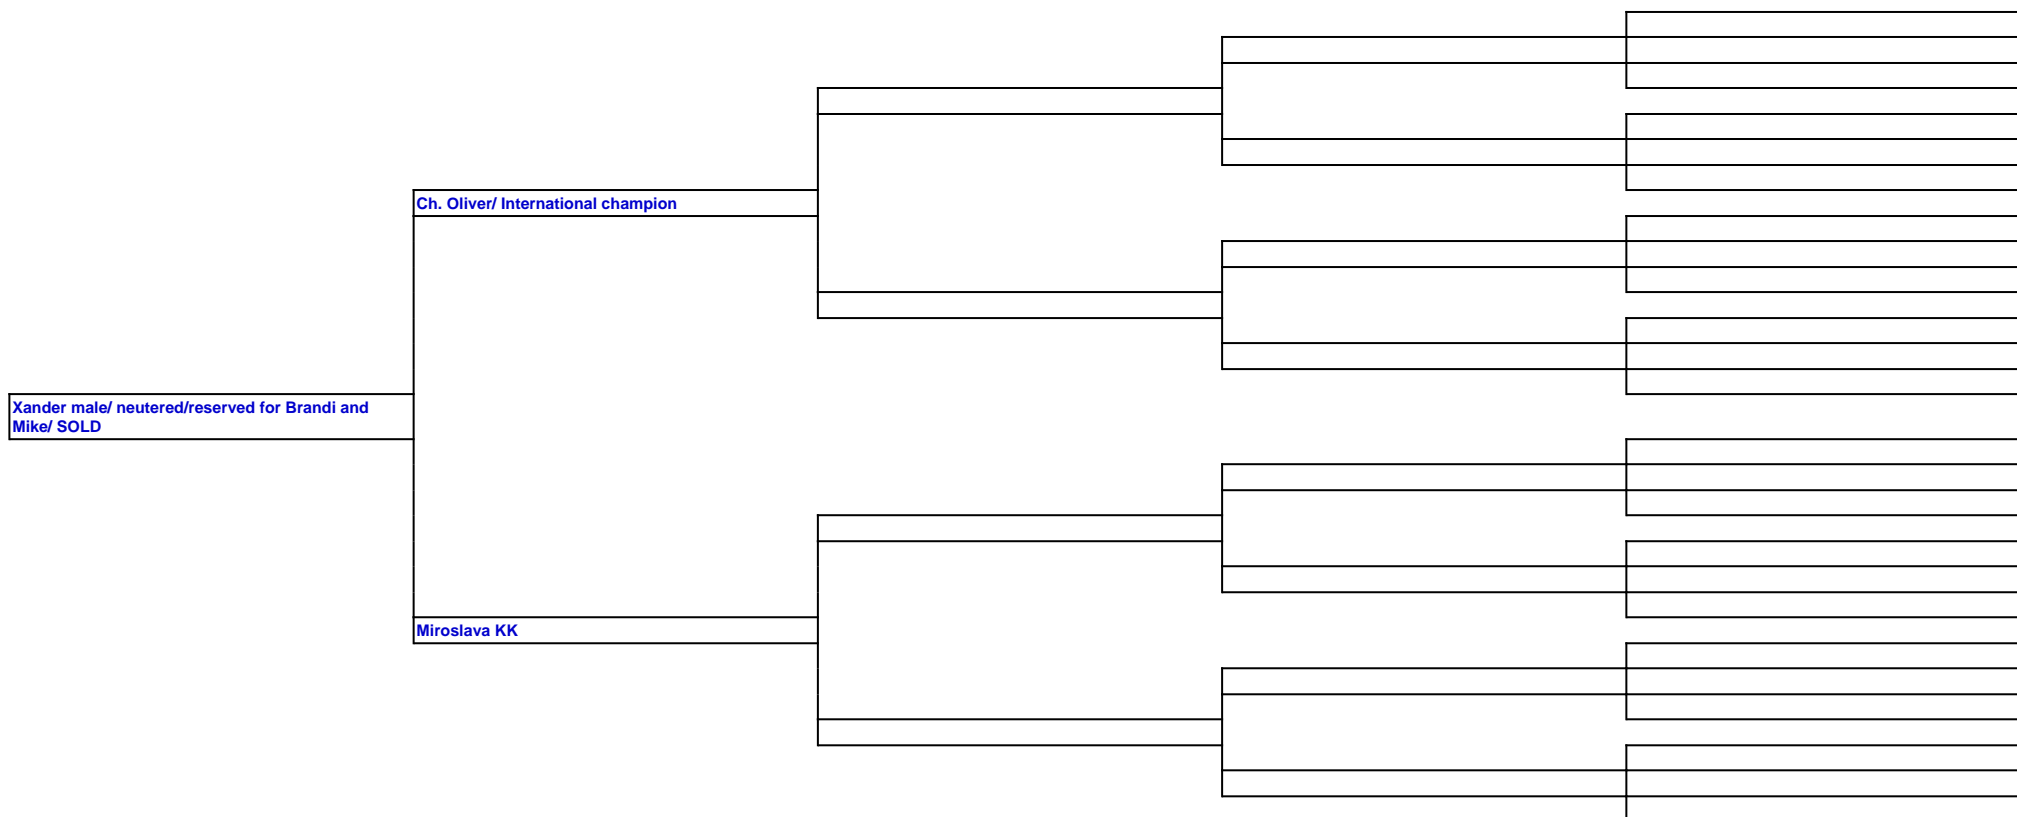 Ch. Oliver/ International champion
Xander male/ neutered/reserved for Brandi and
Mike/ SOLD
Miroslava KK